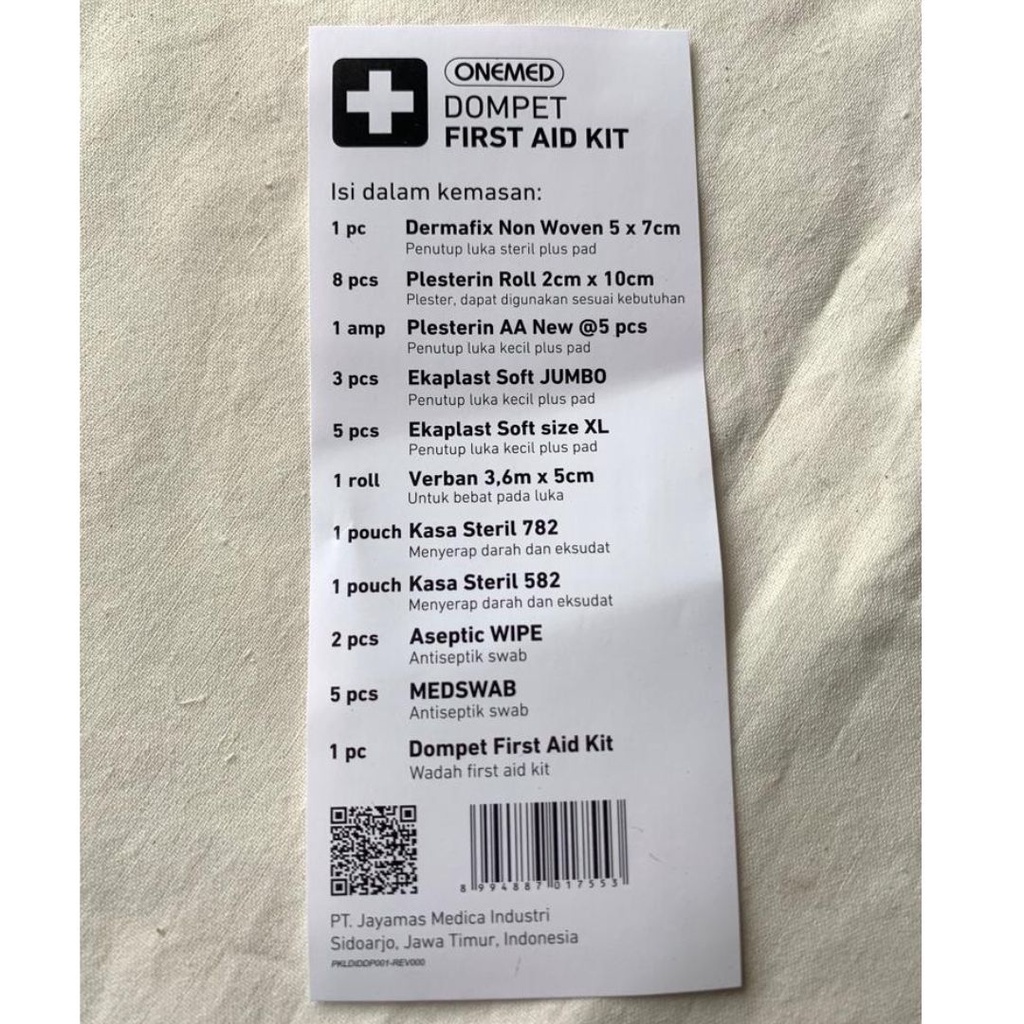 ONEMED
DOMPET
FIRST AID KIT
Isi dalam kemasan:
1 pc Dermafix Non Woven 5 x 7cm
Penutup luka steril plus pad
8 pcs Plesterin Roll 2cm x 10cm
Plester, dapat digunakan sesuai kebutuhan
1 amp Plesterin AA New @5 pcs
Penutup luka kecil plus pad
3 pcs Ekaplast Soft JUMBO
Penutup luka kecil plus pad
5 pcs Ekaplast Soft size XL
Penutup luka kecil plus pad
1 roll Verban 3,6m x 5cm
Untuk bebat pada luka
1 pouch Kasa Steril 782
Menyerap darah dan eksudat
1 pouch Kasa Steril 582
Menyerap darah dan eksudat
2 pcs Aseptic WIPE
Antiseptik swab
5 pcs MEDSWAB
Antiseptik swab
1 pc Dompet First Aid Kit
Wadah first aid kit
8 994887 017553
PT. Jayamas Medica Industri
Sidoarjo, Jawa Timur, Indonesia
PKLDIDDP001-REV000